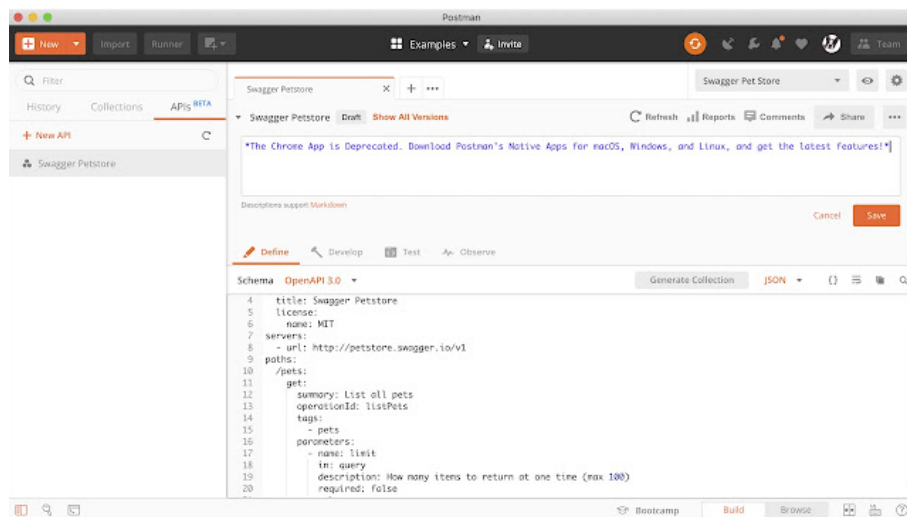 Postman
New Import Runner Examples Invite Team
Filter
History Collections APIs BETA
+ New API
Swagger Petstore
Swagger Petstore × + •••
Swagger Pet Store
Swagger Petstore Draft Show All Versions Refresh Reports Comments Share •••
*The Chrome App is Deprecated. Download Postman's Native Apps for macOS, Windows, and Linux, and get the latest features!*
Descriptions support Markdown
Cancel Save
Define Develop Test Observe
Schema OpenAPI 3.0 Generate Collection JSON {}
4 title: Swagger Petstore
5 license:
6 name: MIT
7 servers:
8 - url: http://petstore.swagger.io/v1
9 paths:
10 /pets:
11 get:
12 summary: List all pets
13 operationId: listPets
14 tags:
15 - pets
16 parameters:
17 - name: limit
18 in: query
19 description: How many items to return at one time (max 100)
20 required: false
Bootcamp Build Browse